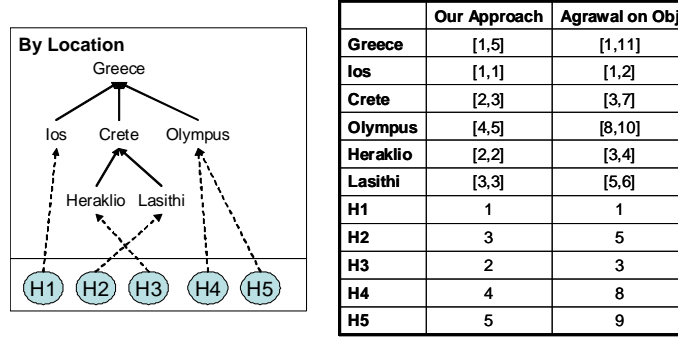 By Location
Greece
Ios Crete Olympus
Heraklio Lasithi
H1 H2 H3 H4 H5
Our Approach Agrawal on Obj
Greece [1,5] [1,11]
Ios [1,1] [1,2]
Crete [2,3] [3,7]
Olympus [4,5] [8,10]
Heraklio [2,2] [3,4]
Lasithi [3,3] [5,6]
H1 1 1
H2 3 5
H3 2 3
H4 4 8
H5 5 9